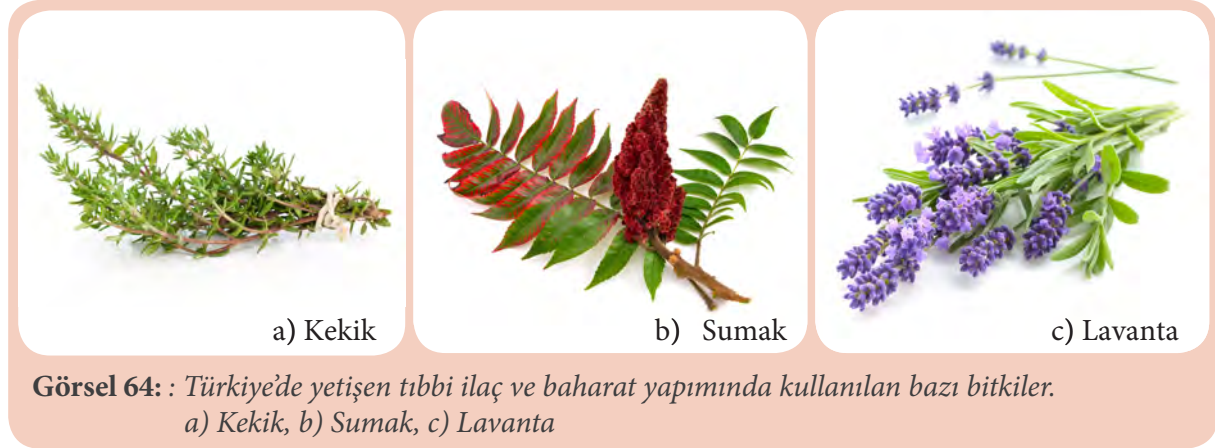 a) Kekik
b) Sumak
c) Lavanta
Görsel 64: : Türkiye'de yetişen tıbbi ilaç ve baharat yapımında kullanılan bazı bitkiler.
a) Kekik, b) Sumak, c) Lavanta